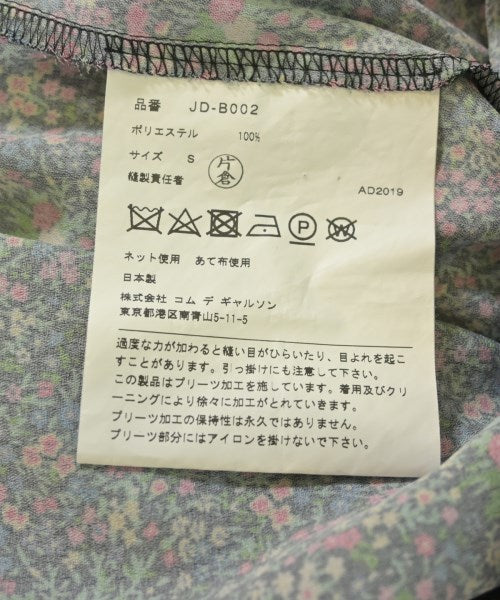 品番 JD-B002
ポリエステル 100%
サイズ S 片倉
縫製責任者
AD2019
P W
ネット使用 あて布使用
日本製
株式会社 コム デ ギャルソン
東京都港区南青山5-11-5
過度な力が加わると縫い目がひらいたり、目よれを起こ
すことがあります。引っ掛けにも注意して下さい。
この製品はプリーツ加工を施しています。着用及びクリ
ーニングにより徐々に加工がとれていきます。
プリーツ加工の保持性は永久ではありません。
プリーツ部分にはアイロンを掛けないで下さい。